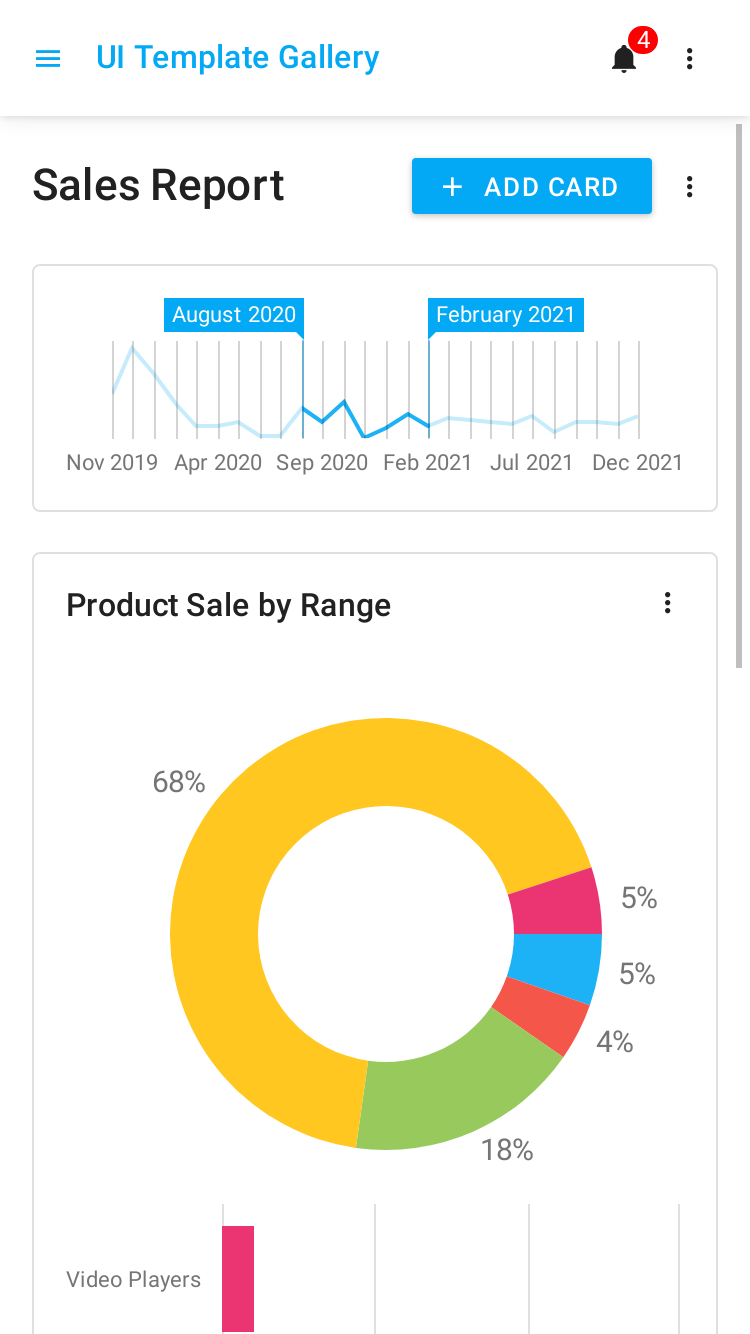 UI Template Gallery
4
Sales Report
ADD CARD
August 2020 February 2021
Nov 2019 Apr 2020 Sep 2020 Feb 2021 Jul 2021 Dec 2021
Product Sale by Range
68%
5%
5%
4%
18%
Video Players